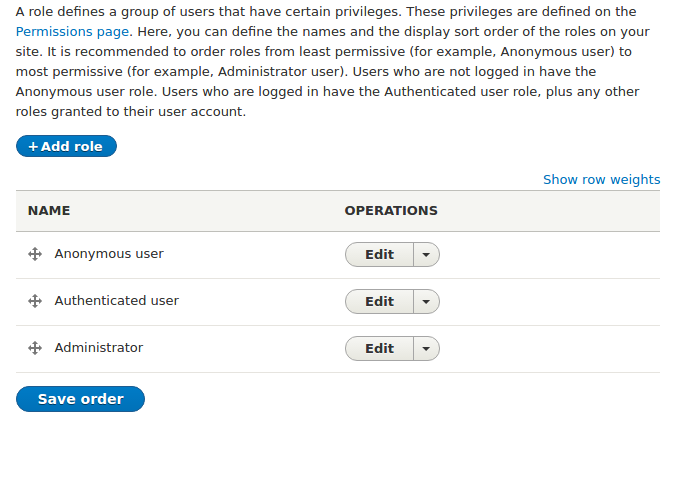 A role defines a group of users that have certain privileges. These privileges are defined on the
Permissions page. Here, you can define the names and the display sort order of the roles on your
site. It is recommended to order roles from least permissive (for example, Anonymous user) to
most permissive (for example, Administrator user). Users who are not logged in have the
Anonymous user role. Users who are logged in have the Authenticated user role, plus any other
roles granted to their user account.
+ Add role
Show row weights
NAME OPERATIONS
Anonymous user Edit
Authenticated user Edit
Administrator Edit
Save order